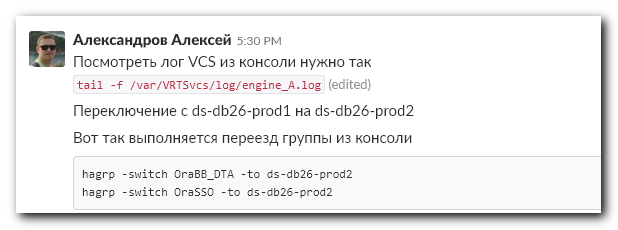 Александров Алексей 5:30 PM
Посмотреть лог VCS из консоли нужно так
tail -f /var/VRTSvcs/log/engine_A.log (edited)
Переключение с ds-db26-prod1 на ds-db26-prod2
Вот так выполняется переезд группы из консоли
hagrp -switch OraBB_DTA -to ds-db26-prod2
hagrp -switch OraSSO -to ds-db26-prod2